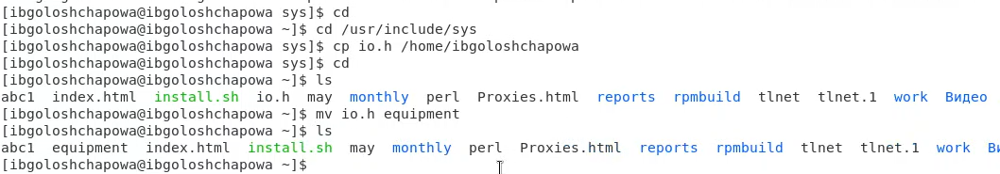 [ibgoloshchapowa@ibgoloshchapowa sys]$ cd
[ibgoloshchapowa@ibgoloshchapowa ~]$ cd /usr/include/sys
[ibgoloshchapowa@ibgoloshchapowa sys]$ cp io.h /home/ibgoloshchapowa
[ibgoloshchapowa@ibgoloshchapowa sys]$ cd
[ibgoloshchapowa@ibgoloshchapowa ~]$ ls
abc1 index.html install.sh io.h may monthly perl Proxies.html reports rpmbuild tlnet tlnet.1 work Видео
[ibgoloshchapowa@ibgoloshchapowa ~]$ mv io.h equipment
[ibgoloshchapowa@ibgoloshchapowa ~]$ ls
abc1 equipment index.html install.sh may monthly perl Proxies.html reports rpmbuild tlnet tlnet.1 work
[ibgoloshchapowa@ibgoloshchapowa ~]$